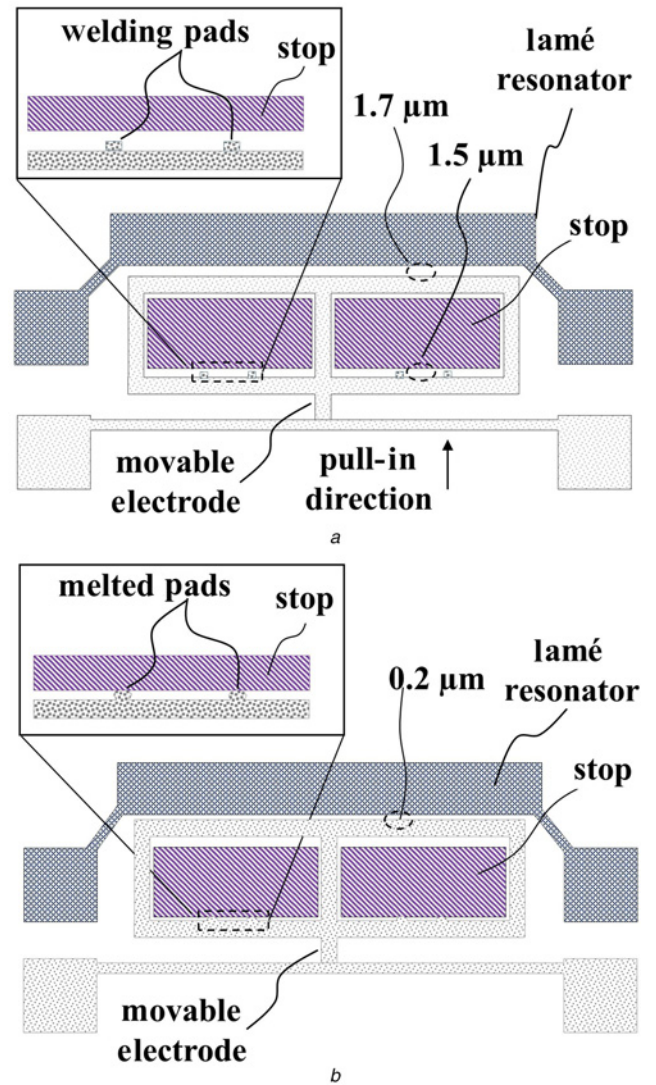 welding pads
stop
lamé
resonator
1.7 µm
1.5 µm
stop
movable
electrode
pull-in
direction
a
melted pads
stop
0.2 µm
lamé
resonator
stop
movable
electrode
b